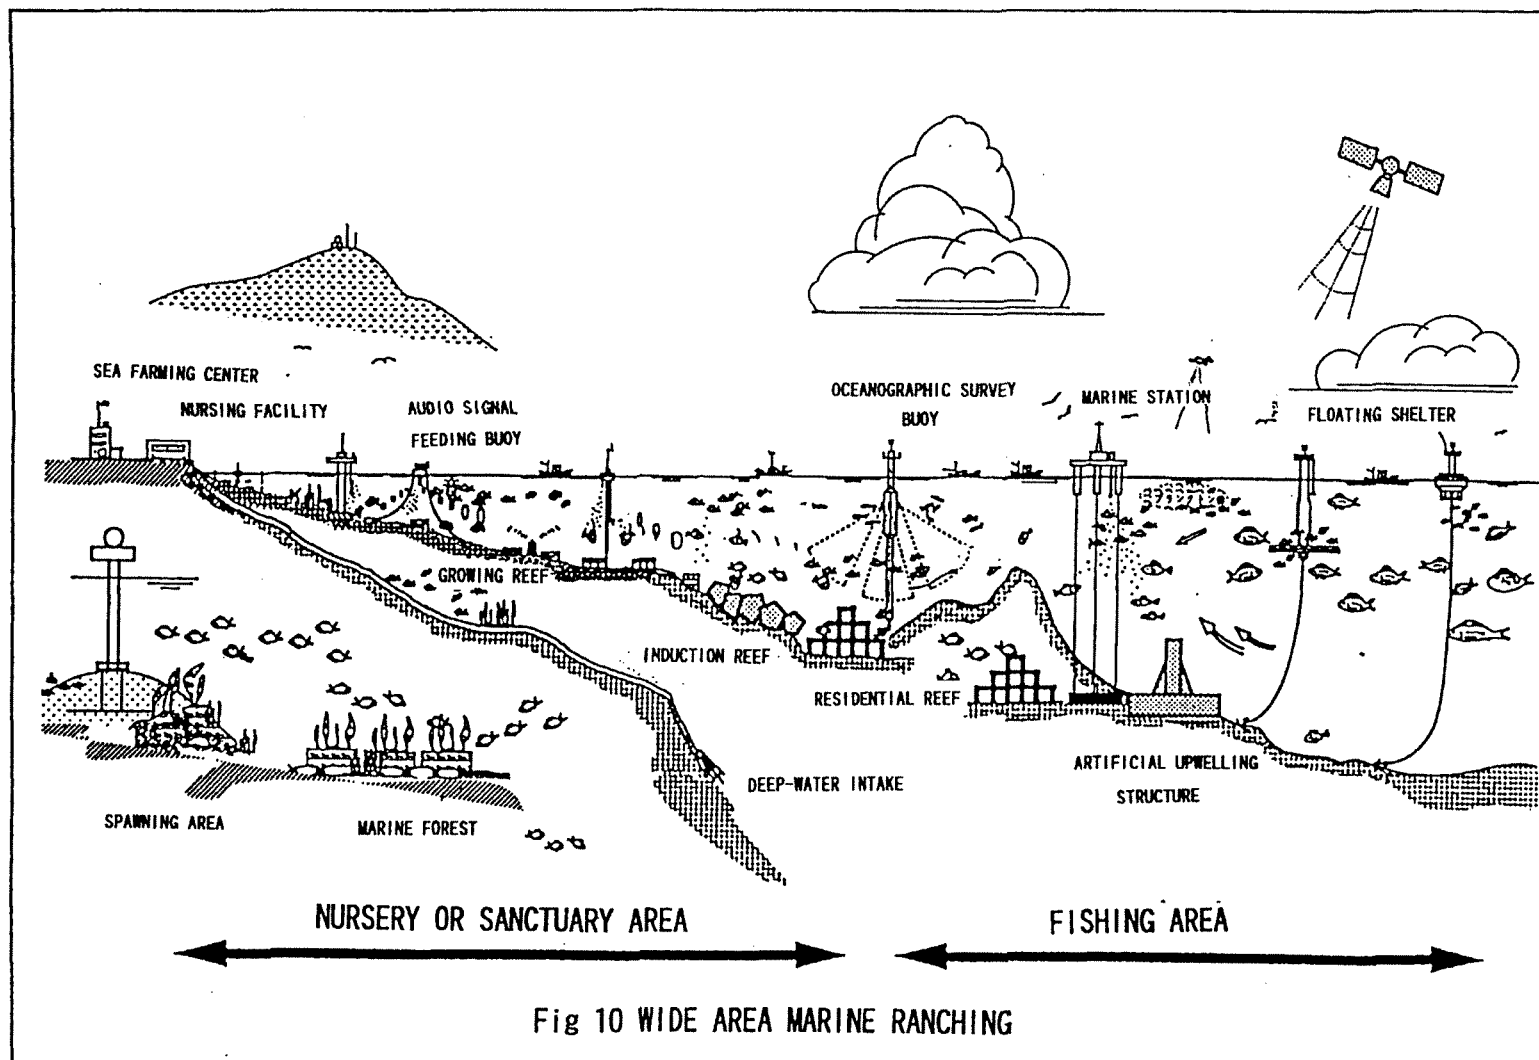 SEA FARMING CENTER
NURSING FACILITY
AUDIO SIGNAL
FEEDING BUOY
OCEANOGRAPHIC SURVEY
BUOY
MARINE STATION
FLOATING SHELTER
GROWING REEF
INDUCTION REEF
RESIDENTIAL REEF
ARTIFICIAL UPWELLING
STRUCTURE
DEEP-WATER INTAKE
SPAWNING AREA
MARINE FOREST
NURSERY OR SANCTUARY AREA
FISHING AREA
Fig 10 WIDE AREA MARINE RANCHING